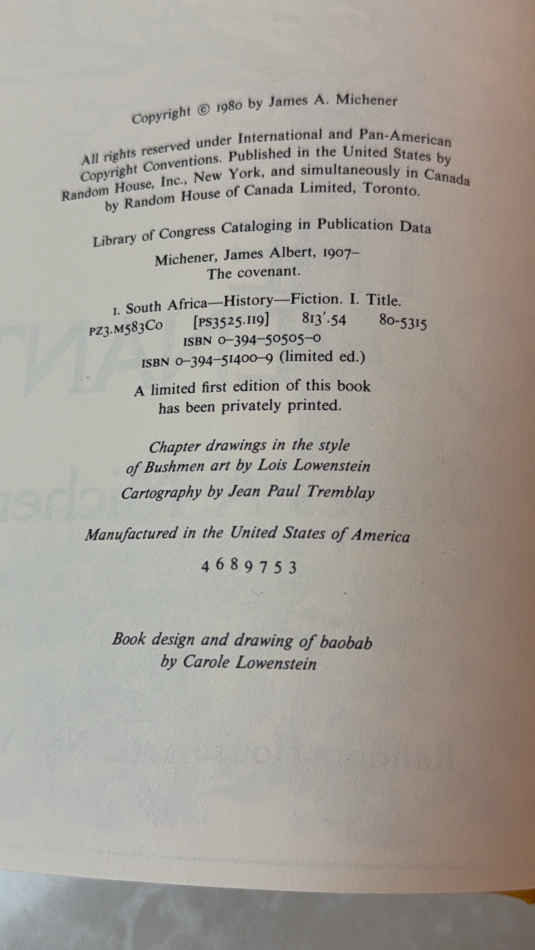 Copyright © 1980 by James A. Michener
All rights reserved under International and Pan-American
Copyright Conventions. Published in the United States by
Random House, Inc., New York, and simultaneously in Canada
by Random House of Canada Limited, Toronto.
Library of Congress Cataloging in Publication Data
Michener, James Albert, 1907–
The covenant.
1. South Africa—History—Fiction. I. Title.
PZ3.M583Co [PS3525.I19] 813'.54 80-5315
ISBN 0-394-50505-0
ISBN 0-394-51400-9 (limited ed.)
A limited first edition of this book
has been privately printed.
Chapter drawings in the style
of Bushmen art by Lois Lowenstein
Cartography by Jean Paul Tremblay
Manufactured in the United States of America
4 6 8 9 7 5 3
Book design and drawing of baobab
by Carole Lowenstein